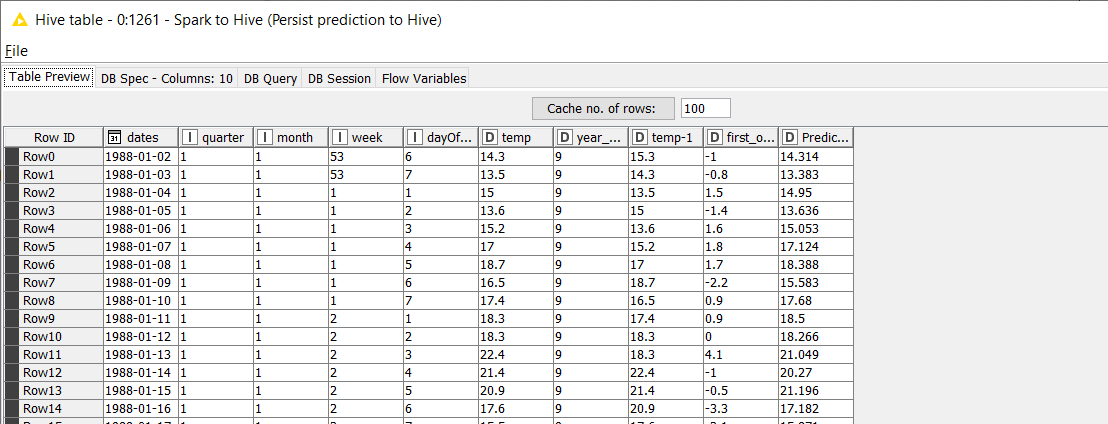 Hive table - 0:1261 - Spark to Hive (Persist prediction to Hive)
File
Table Preview DB Spec - Columns: 10 DB Query DB Session Flow Variables
Cache no. of rows: 100
Row ID 31 dates I quarter I month I week I dayOf... D temp D year_... D temp-1 D first_o... D Predic...
Row0 1988-01-02 1 1 53 6 14.3 9 15.3 -1 14.314
Row1 1988-01-03 1 1 53 7 13.5 9 14.3 -0.8 13.383
Row2 1988-01-04 1 1 1 1 15 9 13.5 1.5 14.95
Row3 1988-01-05 1 1 1 2 13.6 9 15 -1.4 13.636
Row4 1988-01-06 1 1 1 3 15.2 9 13.6 1.6 15.053
Row5 1988-01-07 1 1 1 4 17 9 15.2 1.8 17.124
Row6 1988-01-08 1 1 1 5 18.7 9 17 1.7 18.388
Row7 1988-01-09 1 1 1 6 16.5 9 18.7 -2.2 15.583
Row8 1988-01-10 1 1 1 7 17.4 9 16.5 0.9 17.68
Row9 1988-01-11 1 1 2 1 18.3 9 17.4 0.9 18.5
Row10 1988-01-12 1 1 2 2 18.3 9 18.3 0 18.266
Row11 1988-01-13 1 1 2 3 22.4 9 18.3 4.1 21.049
Row12 1988-01-14 1 1 2 4 21.4 9 22.4 -1 20.27
Row13 1988-01-15 1 1 2 5 20.9 9 21.4 -0.5 21.196
Row14 1988-01-16 1 1 2 6 17.6 9 20.9 -3.3 17.182